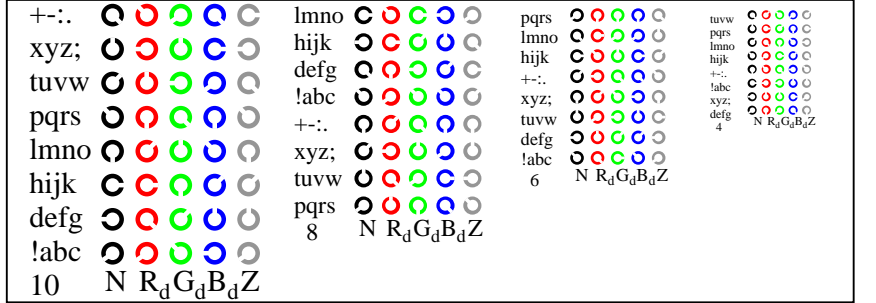 +-:.
xyz;
tuvw
pqrs
lmno
hijk
defg
!abc
10 N RdGdBdZ
lmno
hijk
defg
!abc
+-:.
xyz;
tuvw
pqrs
8 N RdGdBdZ
pqrs
lmno
hijk
+-:.
xyz;
tuvw
defg
!abc
6 N RdGdBdZ
tuvw
pqrs
lmno
hijk
+-:.
!abc
xyz;
defg
4 N RdGdBdZ